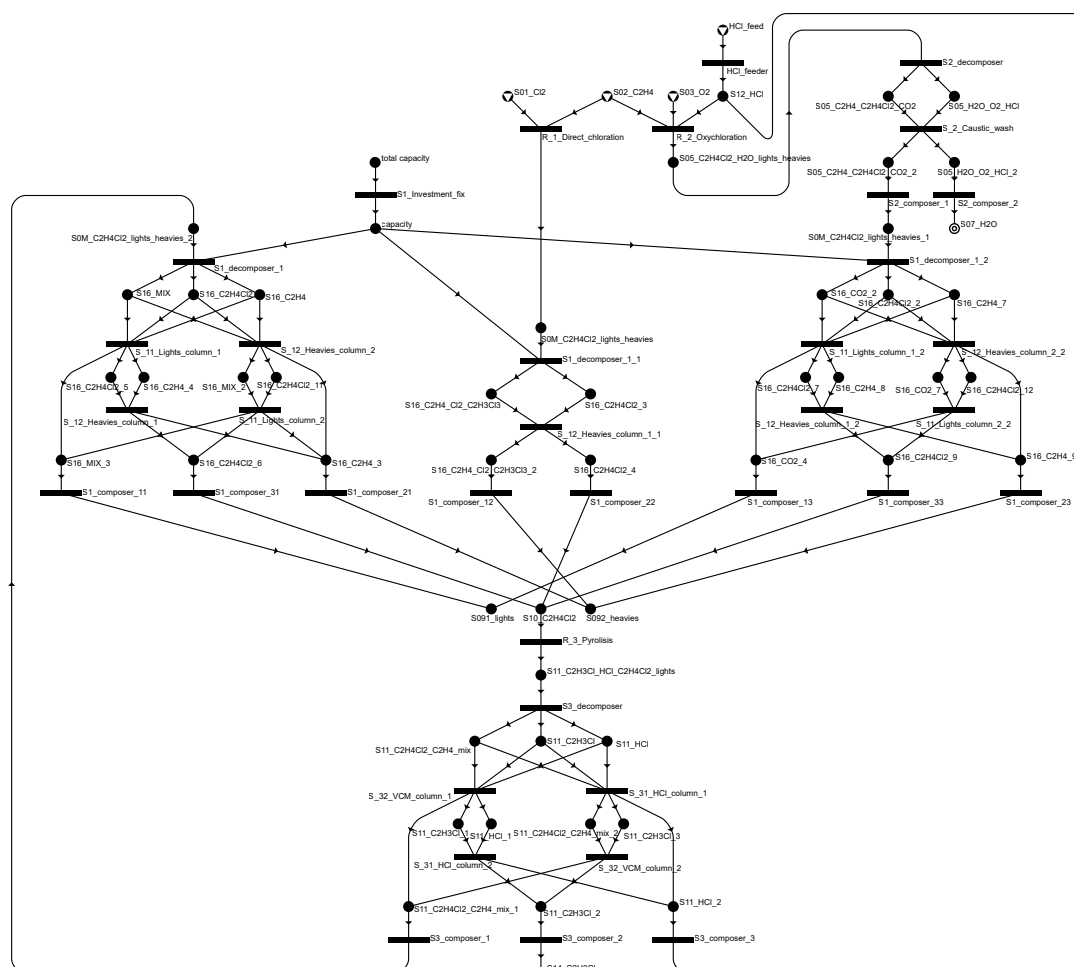 HCl_feed
S2_decomposer
HCl_feeder
S01_Cl2
S02_C2H4
S03_O2
S12_HCl
S05_C2H4_C2H4Cl2_CO2
S05_H2O_O2_HCl
R_1_Direct_chloration
R_2_Oxychloration
S_2_Caustic_wash
total capacity
S05_C2H4Cl2_H2O_lights_heavies
S05_C2H4_C2H4Cl2_CO2_2
S05_H2O_O2_HCl_2
S1_Investment_fix
S2_composer_1
S2_composer_2
capacity
S07_H2O
S0M_C2H4Cl2_lights_heavies_2
S0M_C2H4Cl2_lights_heavies_1
S1_decomposer_1
S1_decomposer_1_2
S16_MIX
S16_C2H4Cl2
S16_C2H4
S16_CO2_2
S16_C2H4Cl2_2
S16_C2H4_7
S0M_C2H4Cl2_lights_heavies
S_11_Lights_column_1
S_12_Heavies_column_2
S1_decomposer_1_1
S_11_Lights_column_1_2
S_12_Heavies_column_2_2
S16_C2H4Cl2_5
S16_C2H4_4
S16_MIX_2
S16_C2H4Cl2_11
S16_C2H4_Cl2_C2H3Cl3
S16_C2H4Cl2_3
S16_C2H4Cl2_7
S16_C2H4_8
S16_CO2_7
S16_C2H4Cl2_12
S_12_Heavies_column_1
S_11_Lights_column_2
S_12_Heavies_column_1_1
S_12_Heavies_column_1_2
S_11_Lights_column_2_2
S16_MIX_3
S16_C2H4Cl2_6
S16_C2H4_3
S16_C2H4_Cl2_C2H3Cl3_2
S16_C2H4Cl2_4
S16_CO2_4
S16_C2H4Cl2_9
S16_C2H4_9
S1_composer_11
S1_composer_31
S1_composer_21
S1_composer_12
S1_composer_22
S1_composer_13
S1_composer_33
S1_composer_23
S091_lights
S10_C2H4Cl2
S092_heavies
R_3_Pyrolisis
S11_C2H3Cl_HCl_C2H4Cl2_lights
S3_decomposer
S11_C2H4Cl2_C2H4_mix
S11_C2H3Cl
S11_HCl
S_32_VCM_column_1
S_31_HCl_column_1
S11_C2H3Cl_1
S11_HCl_1
S11_C2H4Cl2_C2H4_mix_2
S11_C2H3Cl_3
S_31_HCl_column_2
S_32_VCM_column_2
S11_C2H4Cl2_C2H4_mix_1
S11_C2H3Cl_2
S11_HCl_2
S3_composer_1
S3_composer_2
S3_composer_3